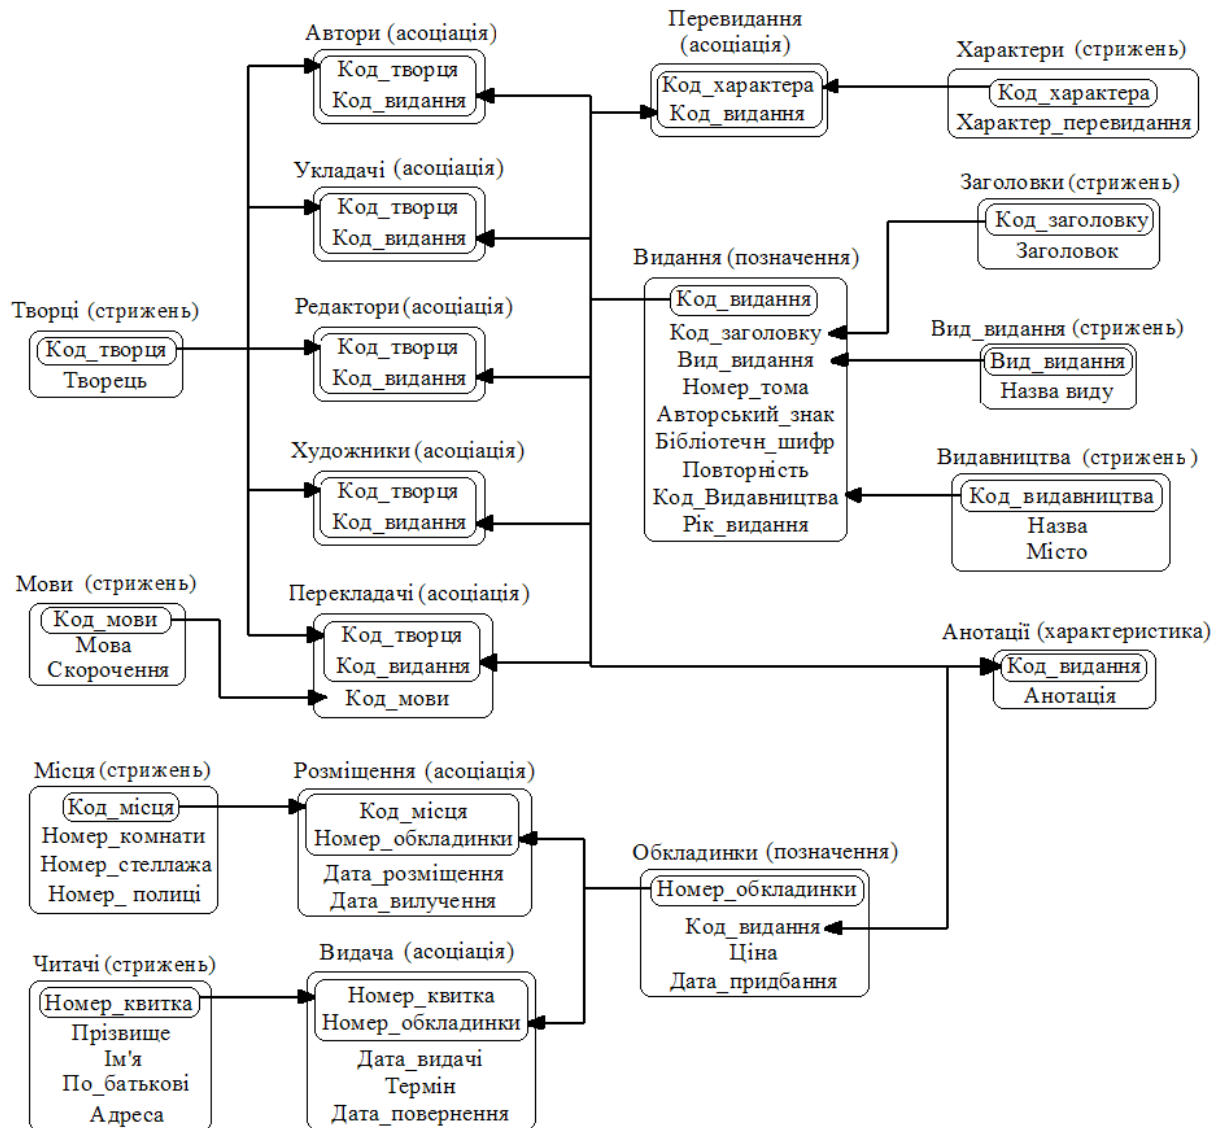 Автори (асоціація)
Код_творця
Код_видання
Перевидання
(асоціація)
Код_характера
Код_видання
Характери (стрижень)
Код_характера
Характер_перевидання
Укладачі (асоціація)
Код_творця
Код_видання
Заголовки (стрижень)
Код_заголовку
Заголовок
Творці (стрижень)
Код_творця
Творець
Редактори (асоціація)
Код_творця
Код_видання
Видання (позначення)
Код_видання
Код_заголовку
Вид_видання
Номер_тома
Авторський_знак
Бібліотечн_шифр
Повторність
Код_Видавництва
Рік_видання
Вид_видання (стрижень)
Вид_видання
Назва виду
Художники (асоціація)
Код_творця
Код_видання
Видавництва (стрижень)
Код_видавництва
Назва
Місто
Мови (стрижень)
Код_мови
Мова
Скорочення
Перекладачі (асоціація)
Код_творця
Код_видання
Код_мови
Анотації (характеристика)
Код_видання
Анотація
Місця (стрижень)
Код_місця
Номер_комнати
Номер_стеллажа
Номер_ полиці
Розміщення (асоціація)
Код_місця
Номер_обкладинки
Дата_розміщення
Дата_вилучення
Обкладинки (позначення)
Номер_обкладинки
Код_видання
Ціна
Дата_придбання
Читачі (стрижень)
Номер_квитка
Прізвище
Ім'я
По_батькові
Адреса
Видача (асоціація)
Номер_квитка
Номер_обкладинки
Дата_видачі
Термін
Дата_повернення